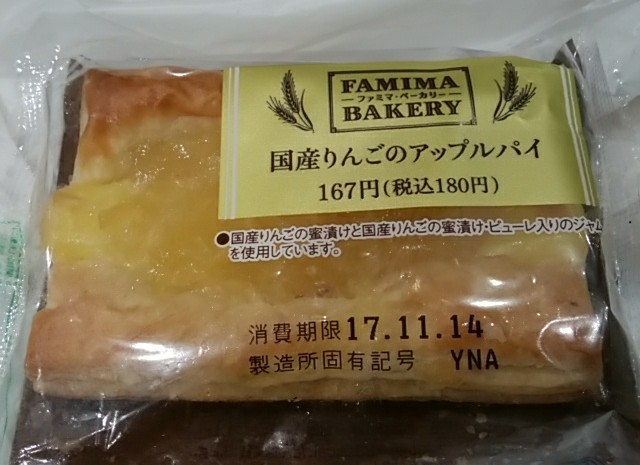 FAMIMA
ファミマ・ベーカリー
BAKERY
国産りんごのアップルパイ
167円(税込180円)
●国産りんごの蜜漬けと国産りんごの蜜漬け・ピューレ入りのジャム
を使用しています。
消費期限 17.11.14
製造所固有記号 YNA